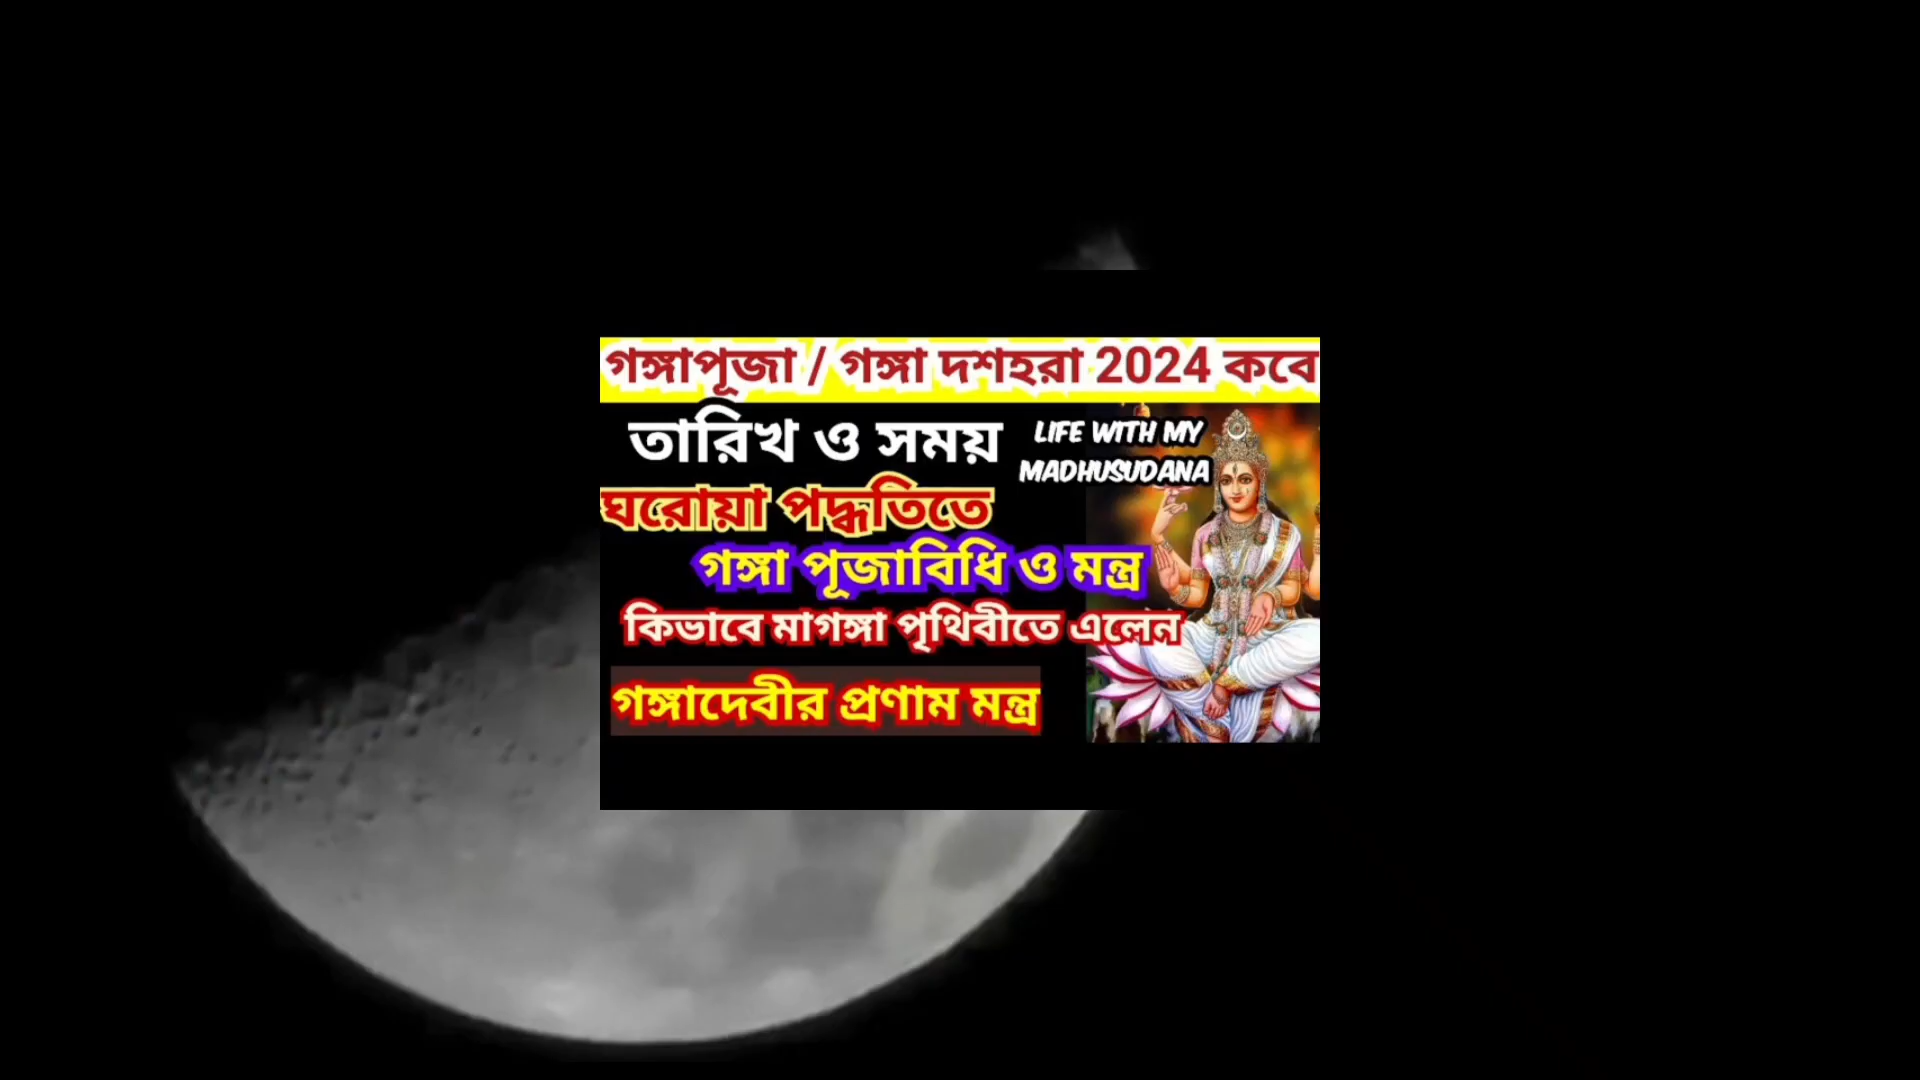 গঙ্গাপূজা / গঙ্গা দশহরা 2024 কবে
তারিখ ও সময়
LIFE WITH MY
MADHUSUDANA
ঘরোয়া পদ্ধতিতে
গঙ্গা পূজাবিধি ও মন্ত্র
কিভাবে মাগঙ্গা পৃথিবীতে এলেন
গঙ্গাদেবীর প্রণাম মন্ত্র